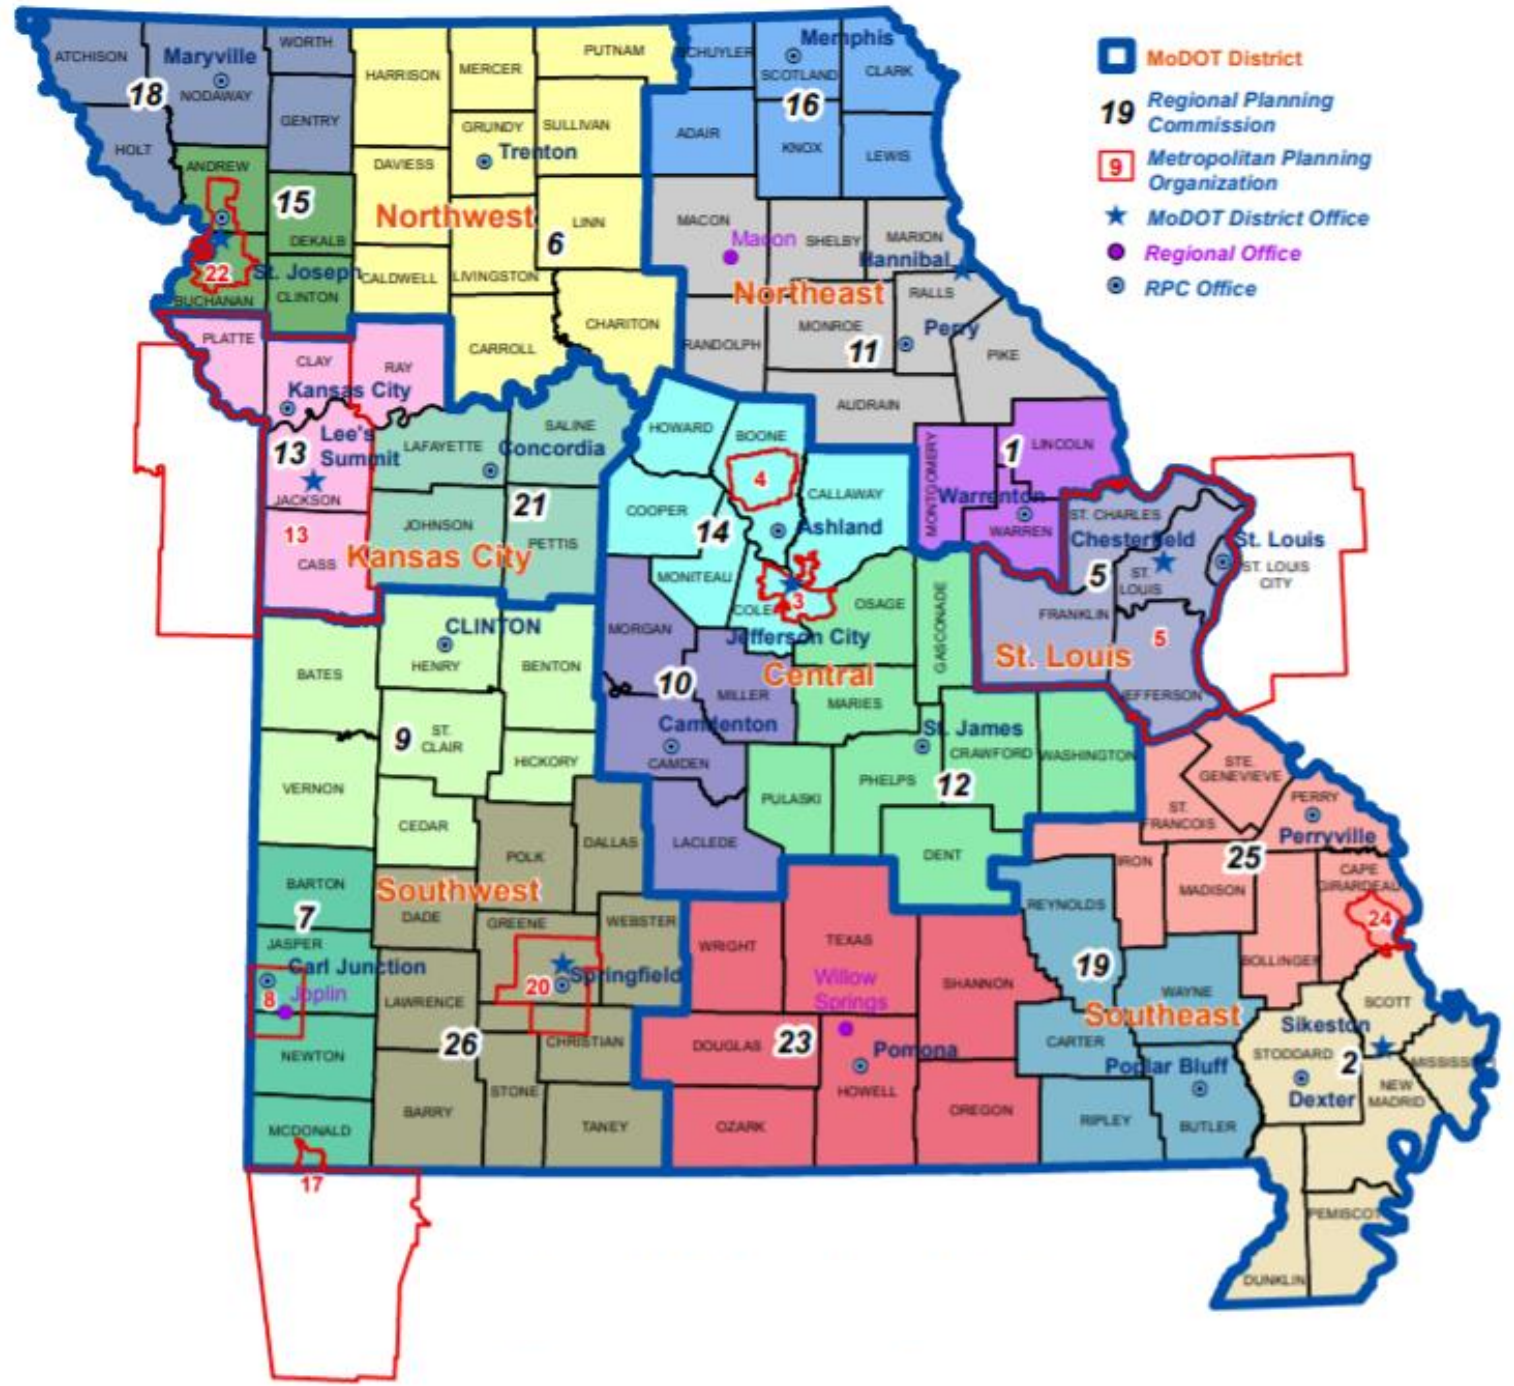 MoDOT District
19 Regional Planning
Commission
9 Metropolitan Planning
Organization
MoDOT District Office
Regional Office
RPC Office
ATCHISON
Maryville
NODAWAY
WORTH
18
GENTRY
HOLT
HARRISON
MERCER
PUTNAM
GRUNDY
SULLIVAN
Trenton
DAVIESS
Northwest
6
LINN
CALDWELL
LIVINGSTON
CARROLL
CHARITON
ANDREW
15
DEKALB
22
St. Joseph
BUCHANAN
CLINTON
SCHUYLER
Memphis
SCOTLAND
CLARK
16
ADAIR
KNOX
LEWIS
MACON
Macon
SHELBY
MARION
Hannibal
Northeast
RALLS
MONROE
Perry
RANDOLPH
11
PIKE
AUDRAIN
PLATTE
CLAY
RAY
Kansas City
13
Lee's
Summit
JACKSON
13
CASS
Kansas City
LAFAYETTE
SALINE
Concordia
21
JOHNSON
PETTIS
HOWARD
BOONE
4
COOPER
CALLAWAY
14
Ashland
MONITEAU
COLE
3
Jefferson City
OSAGE
GASCONADE
Central
MARIES
MONTGOMERY
1
LINCOLN
Warrenton
WARREN
ST. CHARLES
Chesterfield
St. Louis
5
ST.
LOUIS
ST. LOUIS
CITY
FRANKLIN
5
St. Louis
JEFFERSON
MORGAN
10
MILLER
Camdenton
CAMDEN
LACLEDE
St. James
CRAWFORD
WASHINGTON
PHELPS
12
PULASKI
DENT
CLINTON
HENRY
BENTON
BATES
9
ST.
CLAIR
HICKORY
VERNON
CEDAR
POLK
DALLAS
BARTON
Southwest
7
DADE
GREENE
WEBSTER
JASPER
Carl Junction
8
Joplin
LAWRENCE
20
Springfield
NEWTON
26
CHRISTIAN
STONE
BARRY
TANEY
MCDONALD
17
WRIGHT
TEXAS
Willow
Springs
SHANNON
DOUGLAS
23
Pomona
HOWELL
OZARK
OREGON
STE.
GENEVIEVE
PERRY
ST.
FRANCOIS
Perryville
IRON
25
MADISON
CAPE
GIRARDEAU
24
BOLLINGER
REYNOLDS
19
WAYNE
Southeast
CARTER
Poplar Bluff
RIPLEY
BUTLER
SCOTT
Sikeston
STODDARD
2
MISSISSIPPI
Dexter
NEW
MADRID
PEMISCOT
DUNKLIN